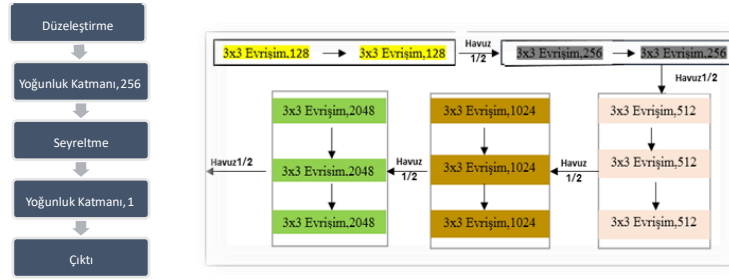 Düzeleştirme
Yoğunluk Katmanı,256
Seyreltme
Yoğunluk Katmanı,1
Çıktı
3x3 Evrişim,128
3x3 Evrişim,128
Havuz
1/2
3x3 Evrişim,256
3x3 Evrişim,256
Havuz1/2
3x3 Evrişim,512
3x3 Evrişim,512
3x3 Evrişim,512
Havuz
1/2
3x3 Evrişim,1024
3x3 Evrişim,1024
3x3 Evrişim,1024
Havuz
1/2
3x3 Evrişim,2048
3x3 Evrişim.2048
3x3 Evrişim,2048
Havuz1/2